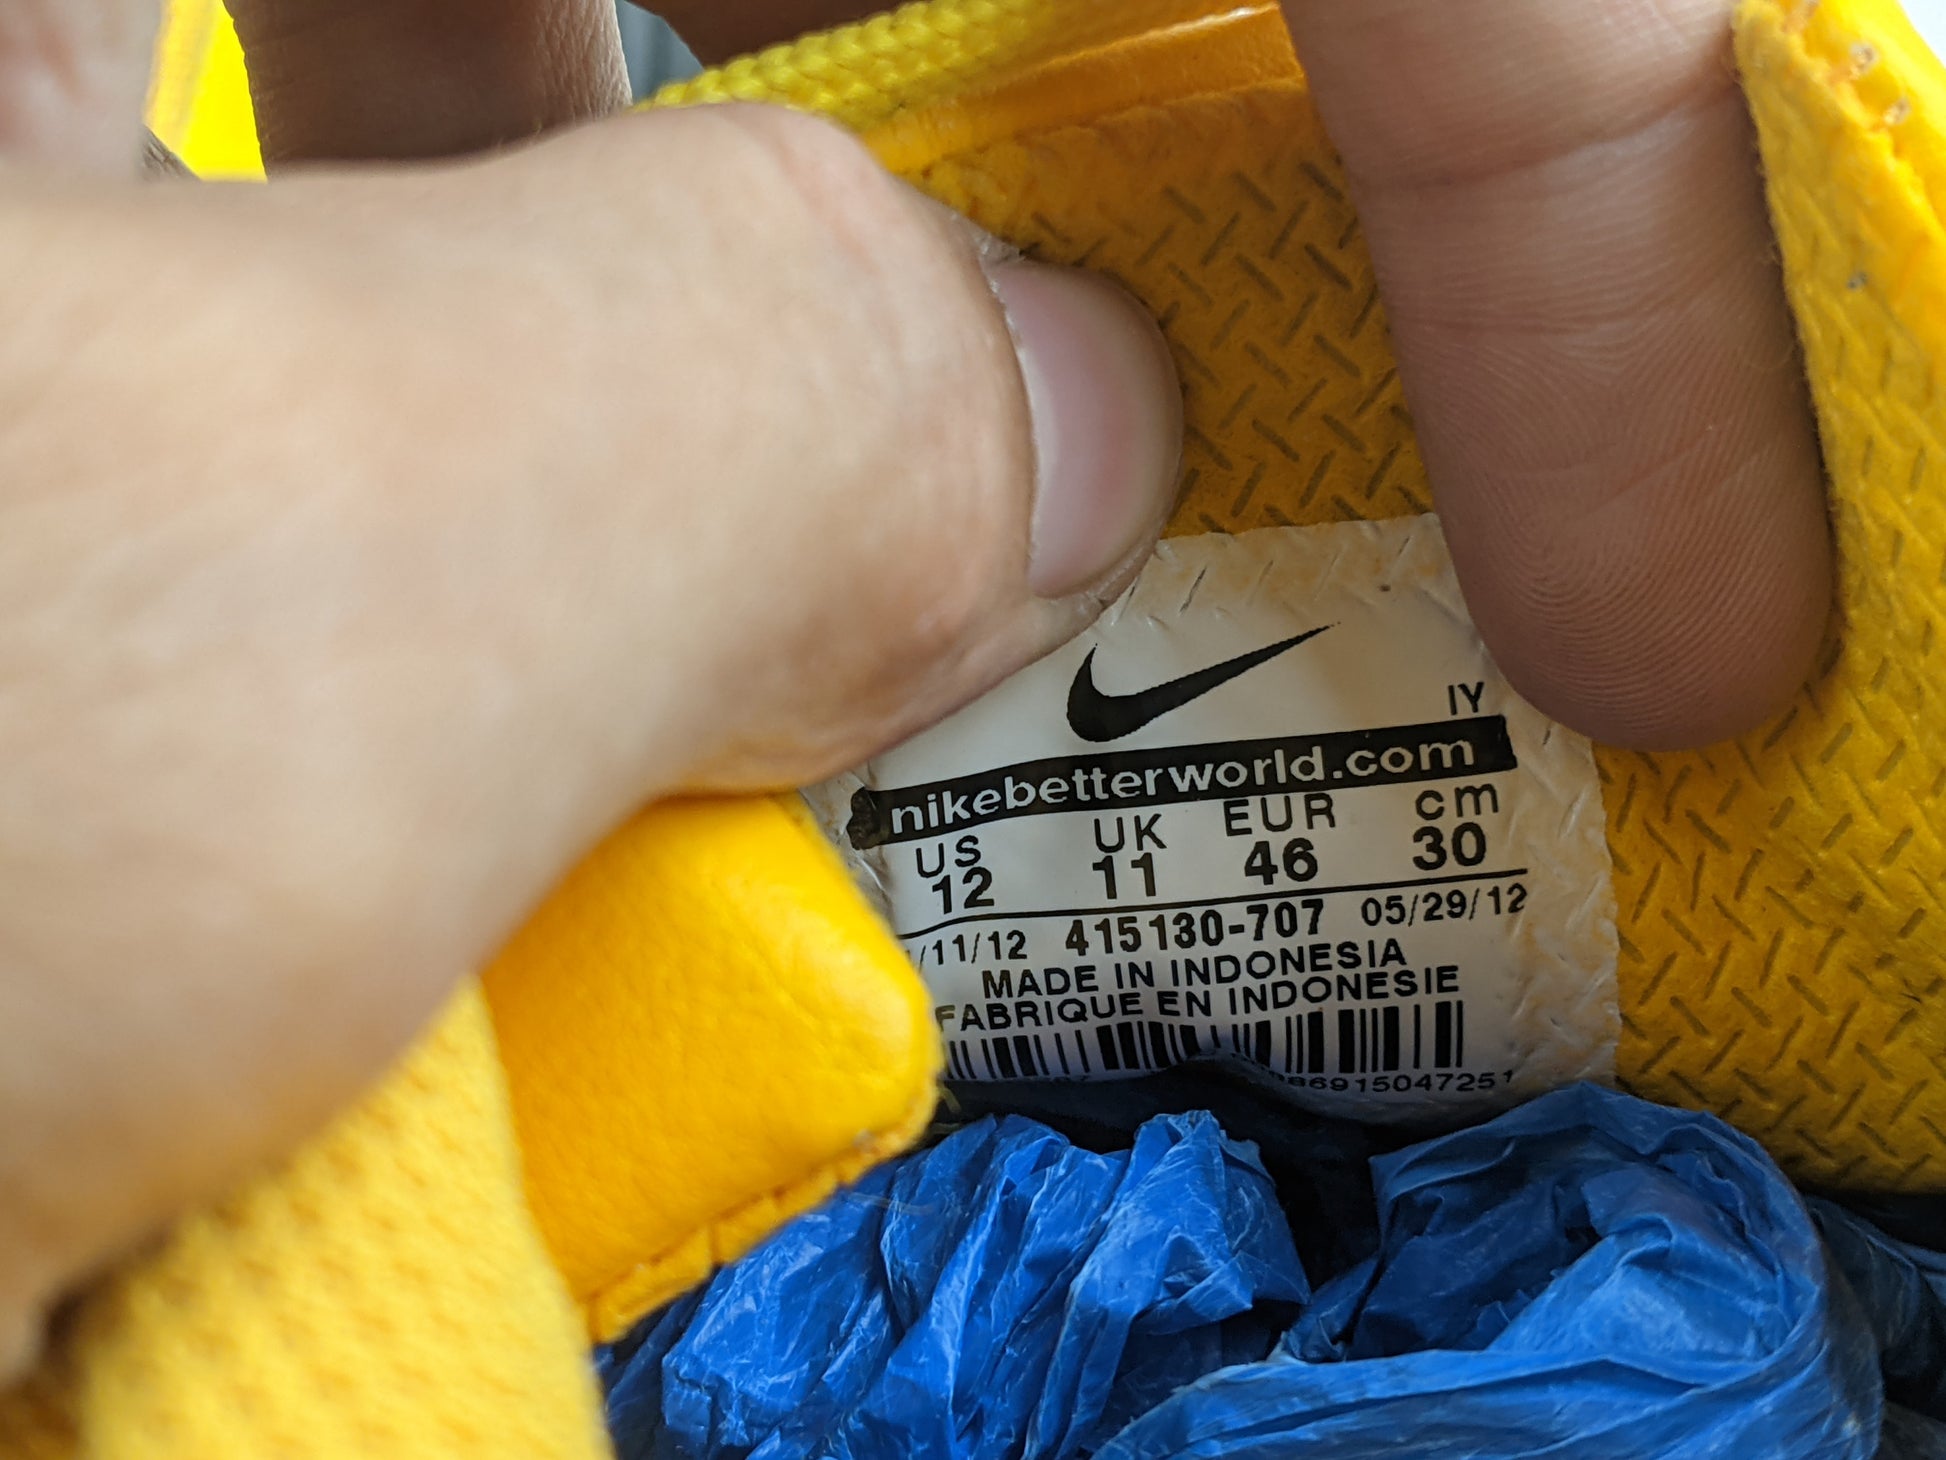 IY
nikebetterworld.com
US UK EUR cm
12 11 46 30
/11/12 415130-707 05/29/12
MADE IN INDONESIA
FABRIQUE EN INDONESIE
86915047251